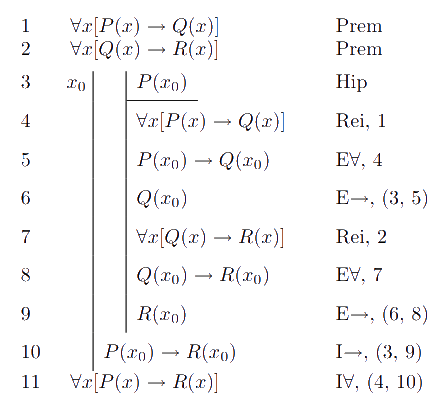 1 ∀x[P(x) → Q(x)] Prem
2 ∀x[Q(x) → R(x)] Prem
3 x₀ P(x₀) Hip
4 ∀x[P(x) → Q(x)] Rei, 1
5 P(x₀) → Q(x₀) E∀, 4
6 Q(x₀) E→, (3, 5)
7 ∀x[Q(x) → R(x)] Rei, 2
8 Q(x₀) → R(x₀) E∀, 7
9 R(x₀) E→, (6, 8)
10 P(x₀) → R(x₀) I→, (3, 9)
11 ∀x[P(x) → R(x)] I∀, (4, 10)